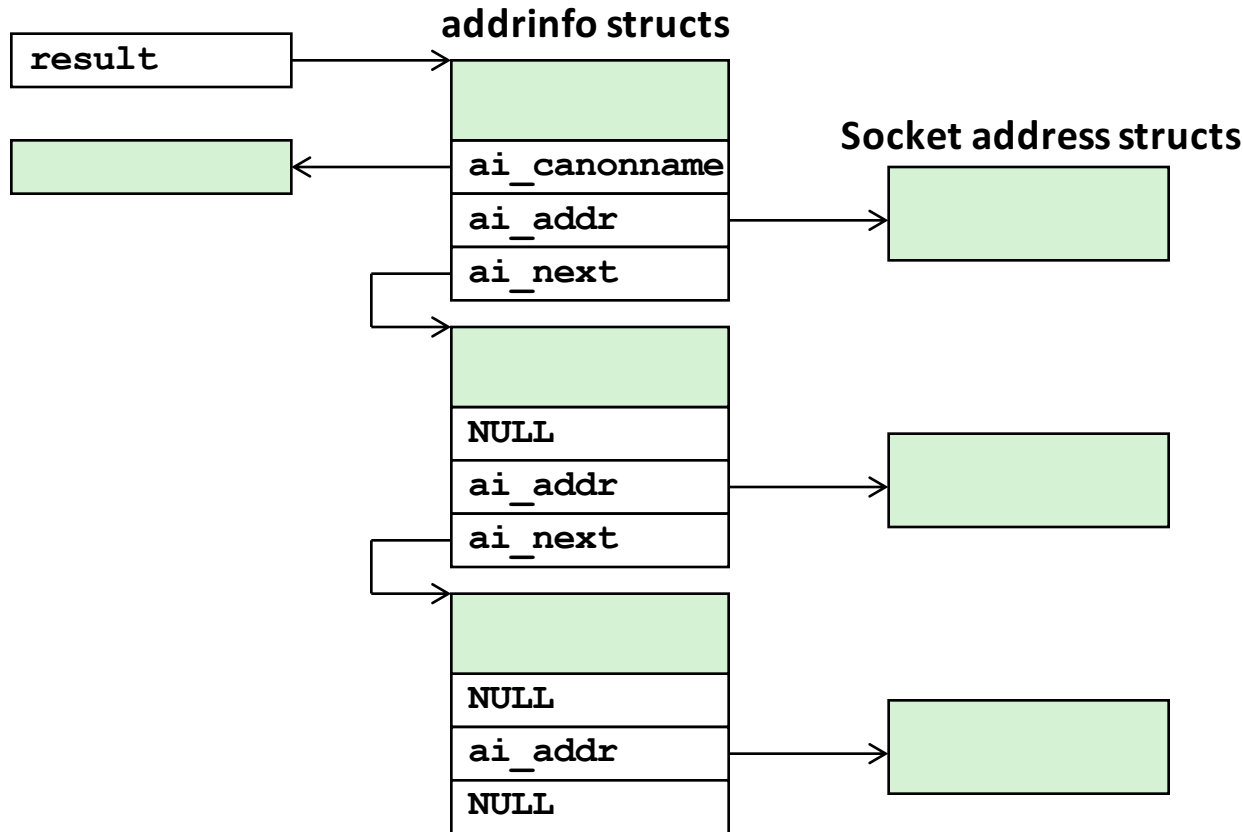 addrinfo structs
result
Socket address structs
ai_canonname
ai_addr
ai_next
NULL
ai_addr
ai_next
NULL
ai_addr
NULL